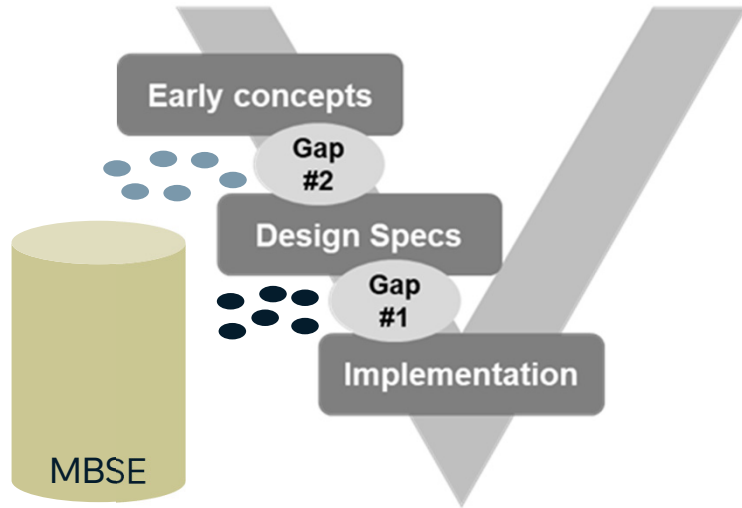 Early concepts
Gap
#2
Design Specs
Gap
#1
Implementation
MBSE